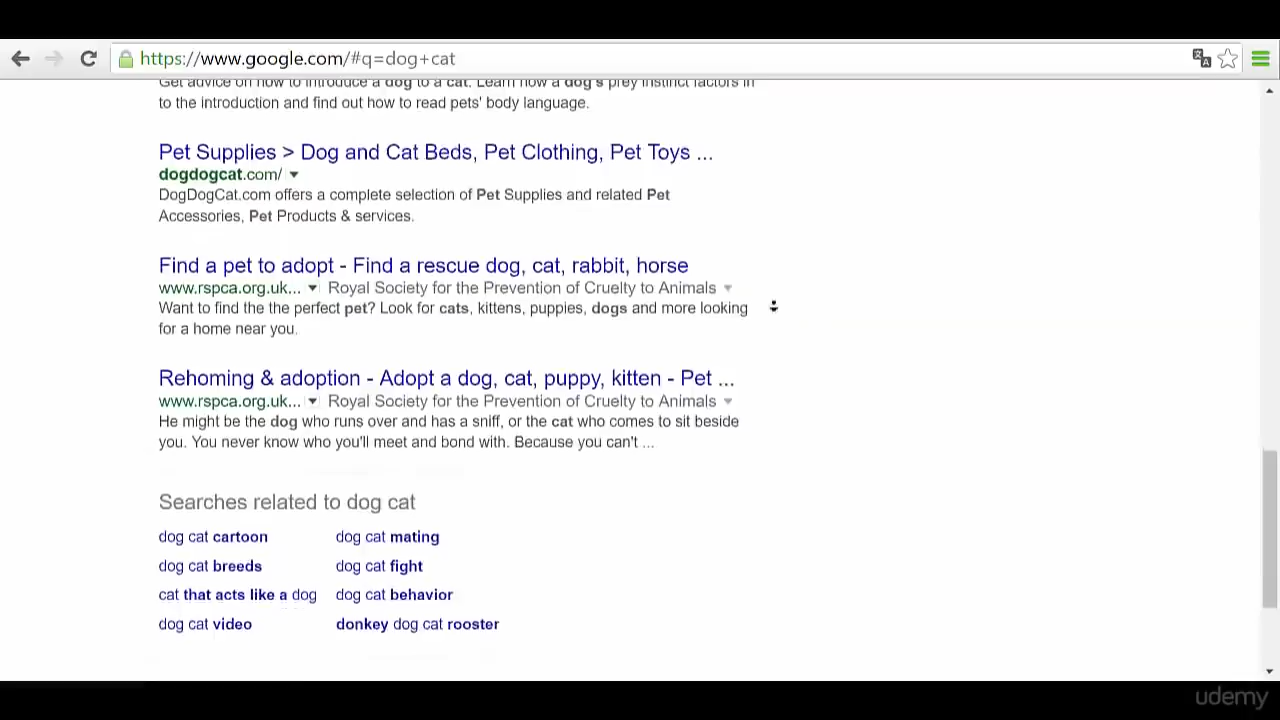 https://www.google.com/#q=dog+cat
Get advice on how to introduce a dog to a cat. Learn how a dog's prey instinct factors in
to the introduction and find out how to read pets' body language.
Pet Supplies > Dog and Cat Beds, Pet Clothing, Pet Toys ...
dogdogcat.com/
DogDogCat.com offers a complete selection of Pet Supplies and related Pet
Accessories, Pet Products & services.
Find a pet to adopt - Find a rescue dog, cat, rabbit, horse
www.rspca.org.uk... Royal Society for the Prevention of Cruelty to Animals
Want to find the the perfect pet? Look for cats, kittens, puppies, dogs and more looking
for a home near you.
Rehoming & adoption - Adopt a dog, cat, puppy, kitten - Pet ...
www.rspca.org.uk... Royal Society for the Prevention of Cruelty to Animals
He might be the dog who runs over and has a sniff, or the cat who comes to sit beside
you. You never know who you'll meet and bond with. Because you can't ...
Searches related to dog cat
dog cat cartoon dog cat mating
dog cat breeds dog cat fight
cat that acts like a dog dog cat behavior
dog cat video donkey dog cat rooster
udemy